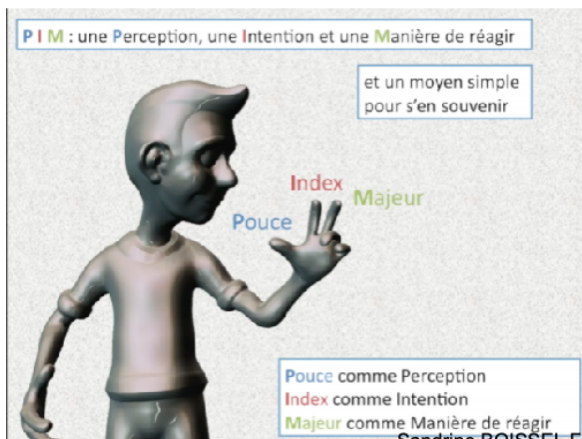 P I M : une Perception, une Intention et une Manière de réagir
et un moyen simple
pour s'en souvenir
Index
Majeur
Pouce
Pouce comme Perception
Index comme Intention
Majeur comme Manière de réagir
Sandrine BOISSEL